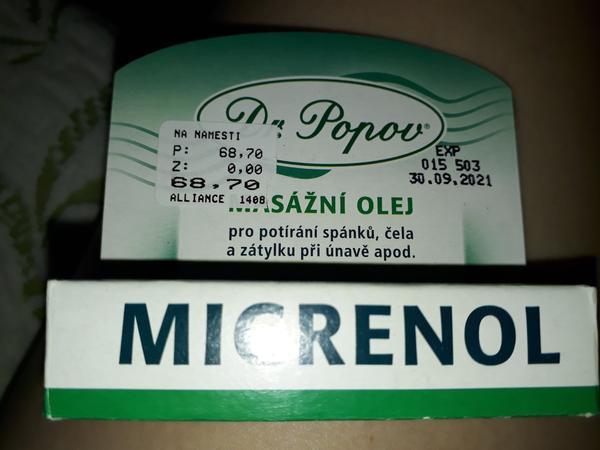 Dr. Popov®
NA NAMESTI
P: 68,70
Z: 0,00
68,70
ALLIANCE 1408
EXP
015 503
30.09.2021
MASÁŽNÍ OLEJ
pro potírání spánků, čela
a zátylku při únavě apod.
MIGRENOL